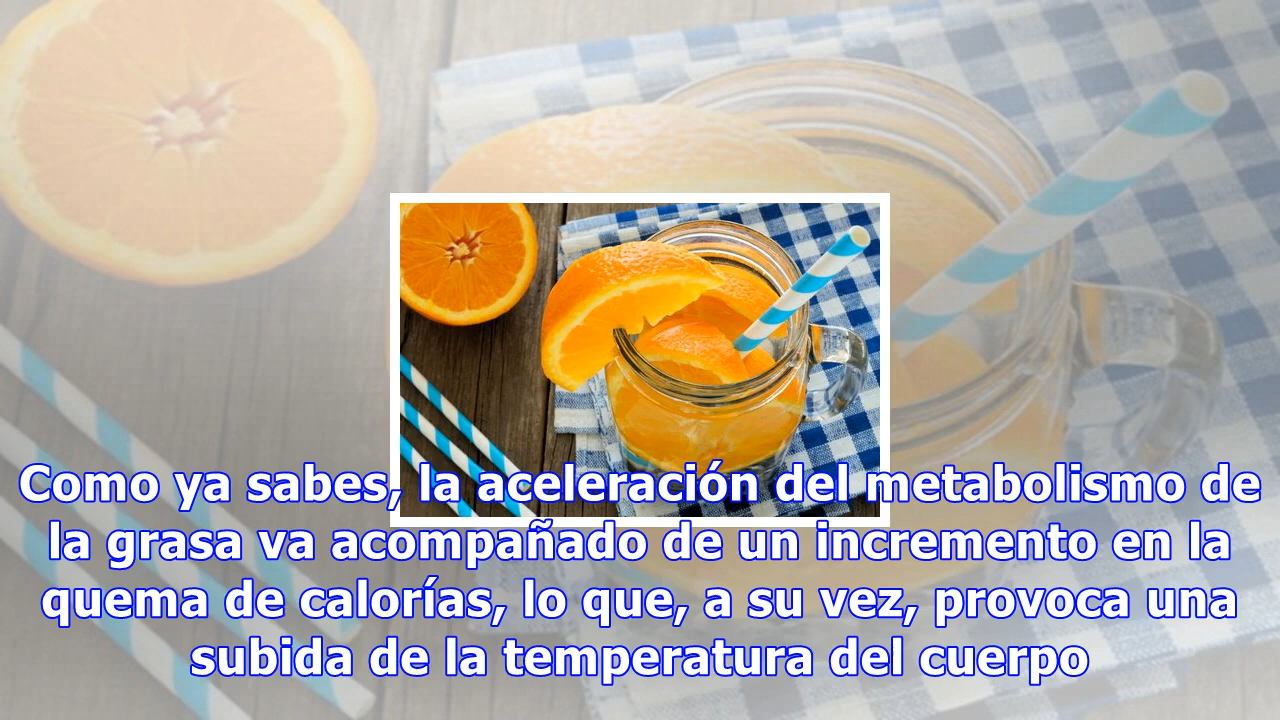 Como ya sabes, la aceleración del metabolismo de
la grasa va acompañado de un incremento en la
quema de calorías, lo que, a su vez, provoca una
subida de la temperatura del cuerpo